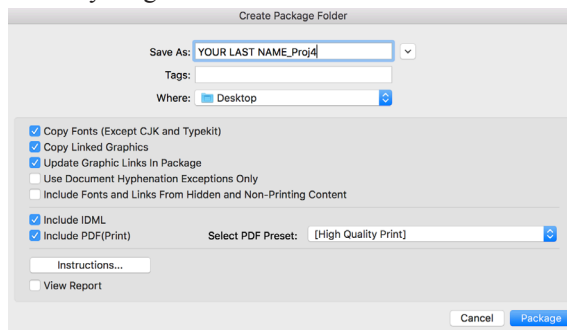 Create Package Folder
Save As: YOUR LAST NAME_Proj4
Tags:
Where: Desktop
Copy Fonts (Except CJK and Typekit)
Copy Linked Graphics
Update Graphic Links In Package
Use Document Hyphenation Exceptions Only
Include Fonts and Links From Hidden and Non-Printing Content
Include IDML
Include PDF(Print) Select PDF Preset: [High Quality Print]
Instructions...
View Report
Cancel Package